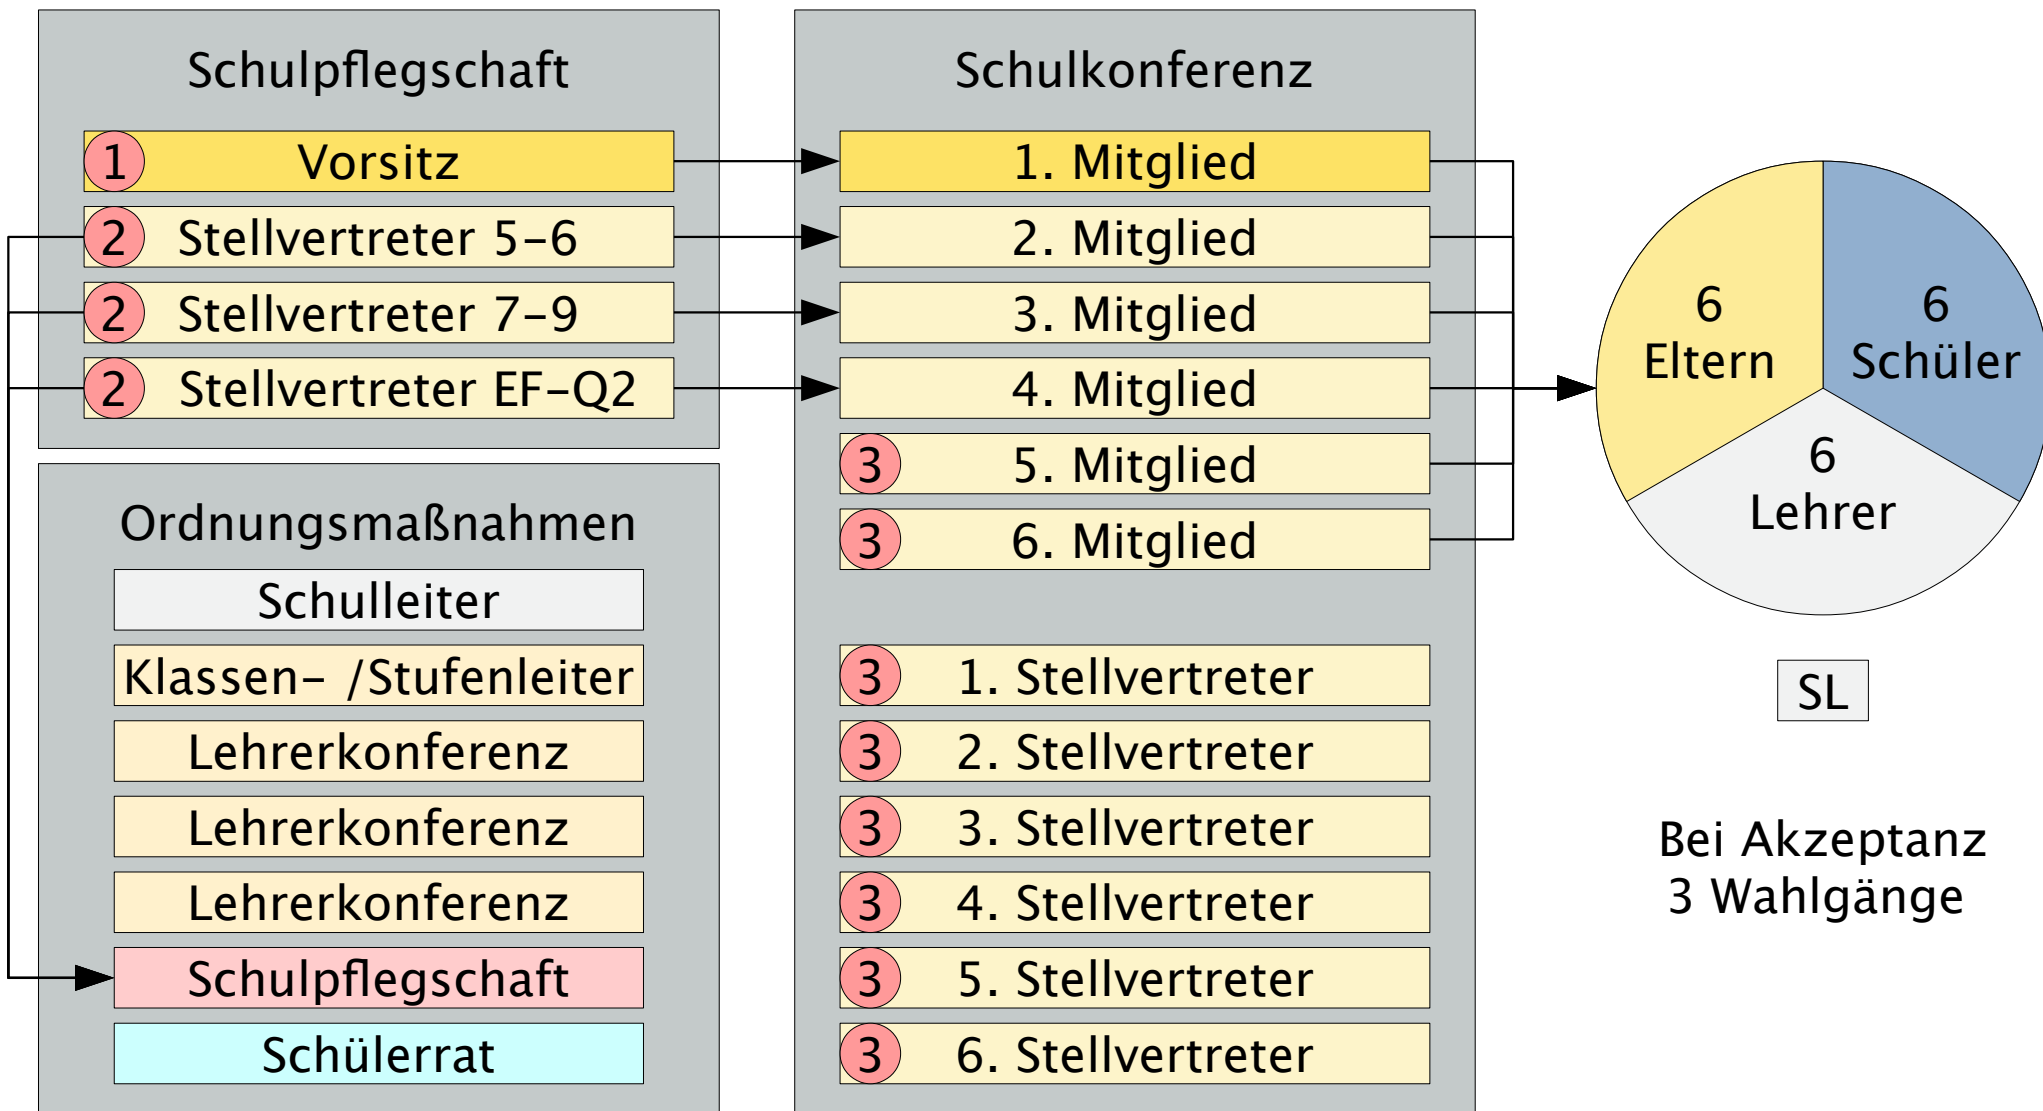 Schulpflegschaft
1 Vorsitz
2 Stellvertreter 5-6
2 Stellvertreter 7-9
2 Stellvertreter EF-Q2
Ordnungsmaßnahmen
Schulleiter
Klassen- /Stufenleiter
Lehrerkonferenz
Lehrerkonferenz
Lehrerkonferenz
Schulpflegschaft
Schülerrat
Schulkonferenz
1. Mitglied
2. Mitglied
3. Mitglied
4. Mitglied
3 5. Mitglied
3 6. Mitglied
3 1. Stellvertreter
3 2. Stellvertreter
3 3. Stellvertreter
3 4. Stellvertreter
3 5. Stellvertreter
3 6. Stellvertreter
6
Eltern
6
Schüler
6
Lehrer
SL
Bei Akzeptanz
3 Wahlgänge